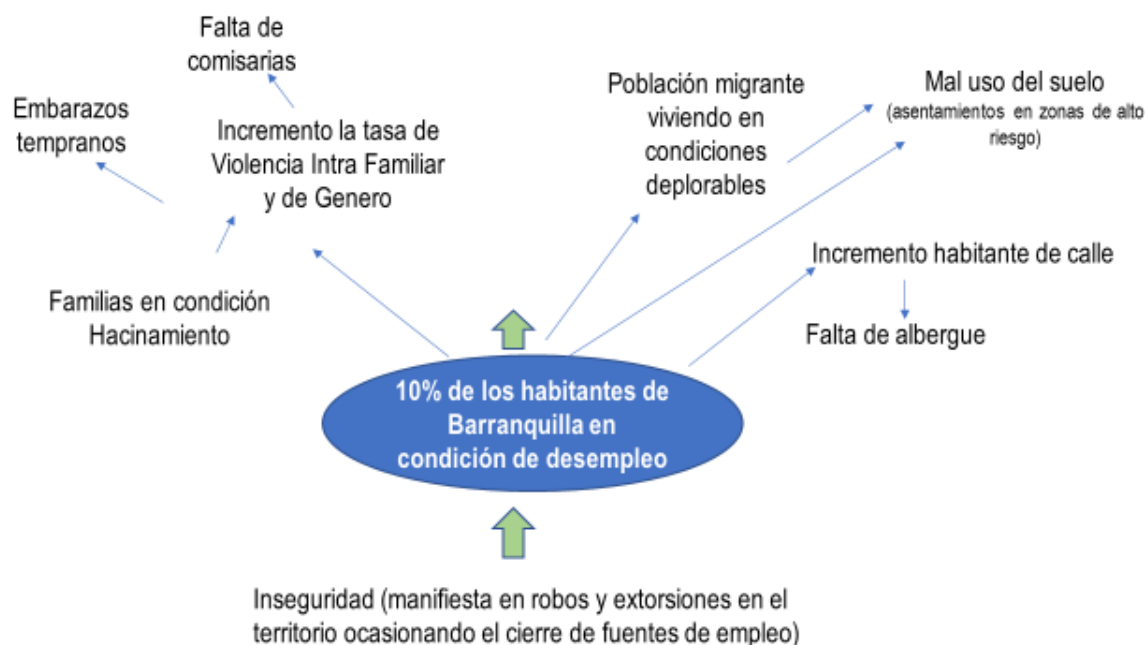 Falta de
comisarias
Embarazos
tempranos
Incremento la tasa de
Violencia Intra Familiar
y de Genero
Familias en condición
Hacinamiento
Población migrante
viviendo en
condiciones
deplorables
Mal uso del suelo
(asentamientos en zonas de alto
riesgo)
Incremento habitante de calle
Falta de albergue
10% de los habitantes de
Barranquilla en
condición de desempleo
Inseguridad (manifiesta en robos y extorsiones en el
territorio ocasionando el cierre de fuentes de empleo)